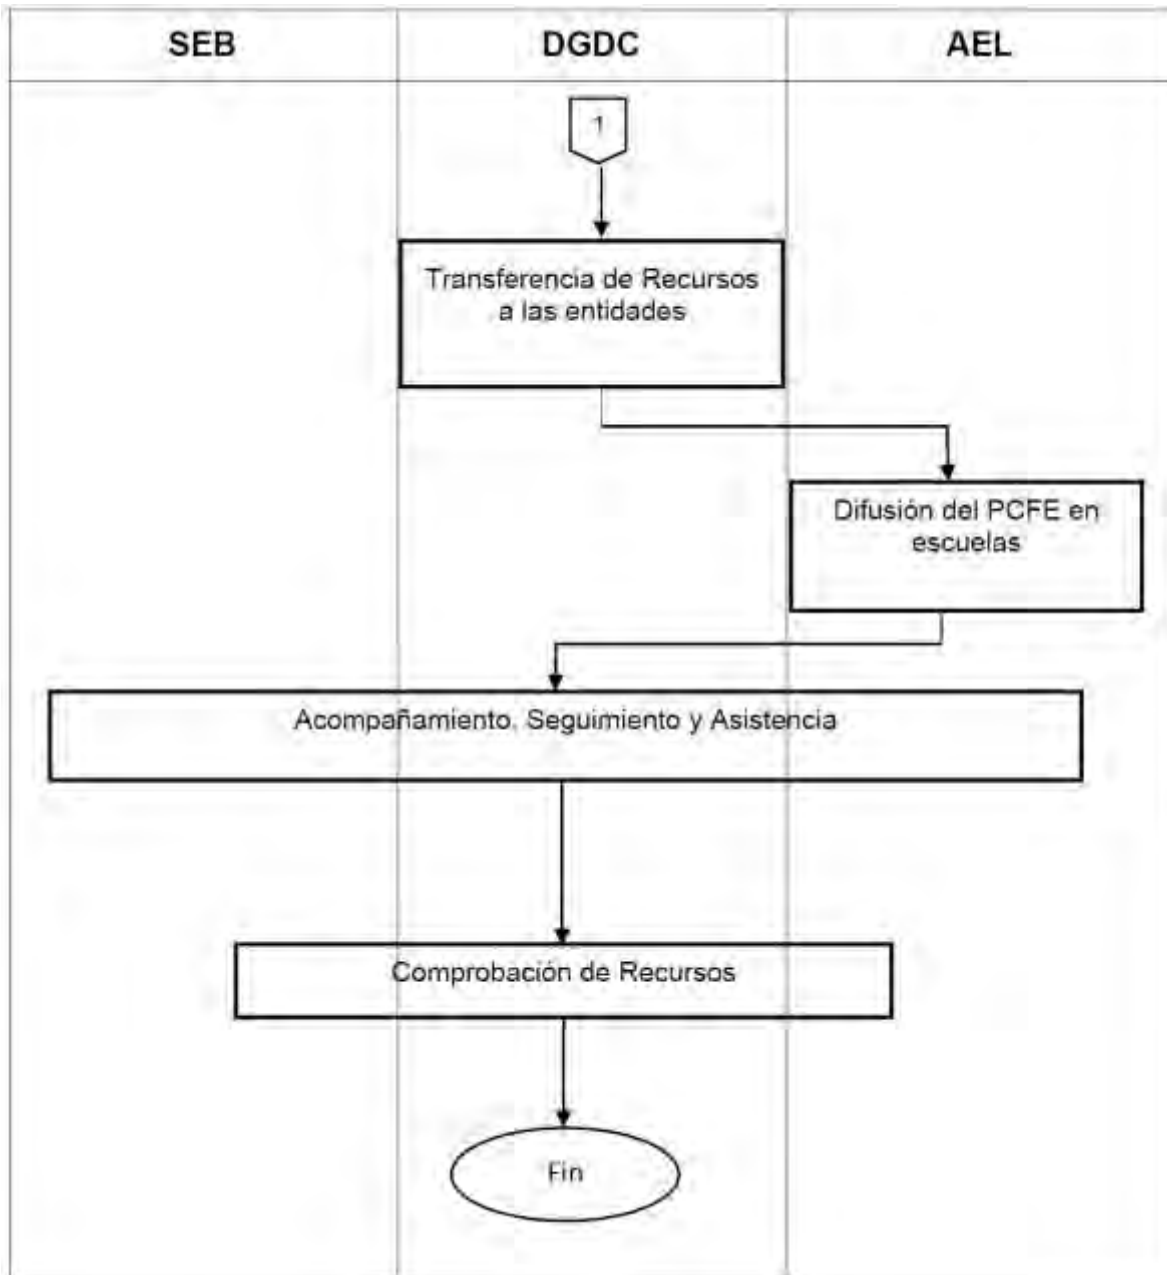 SEB
DGDC
AEL
1
Transferencia de Recursos
a las entidades
Difusión del PCFE en
escuelas
Acompañamiento, Seguimiento y Asistencia
Comprobación de Recursos
Fin